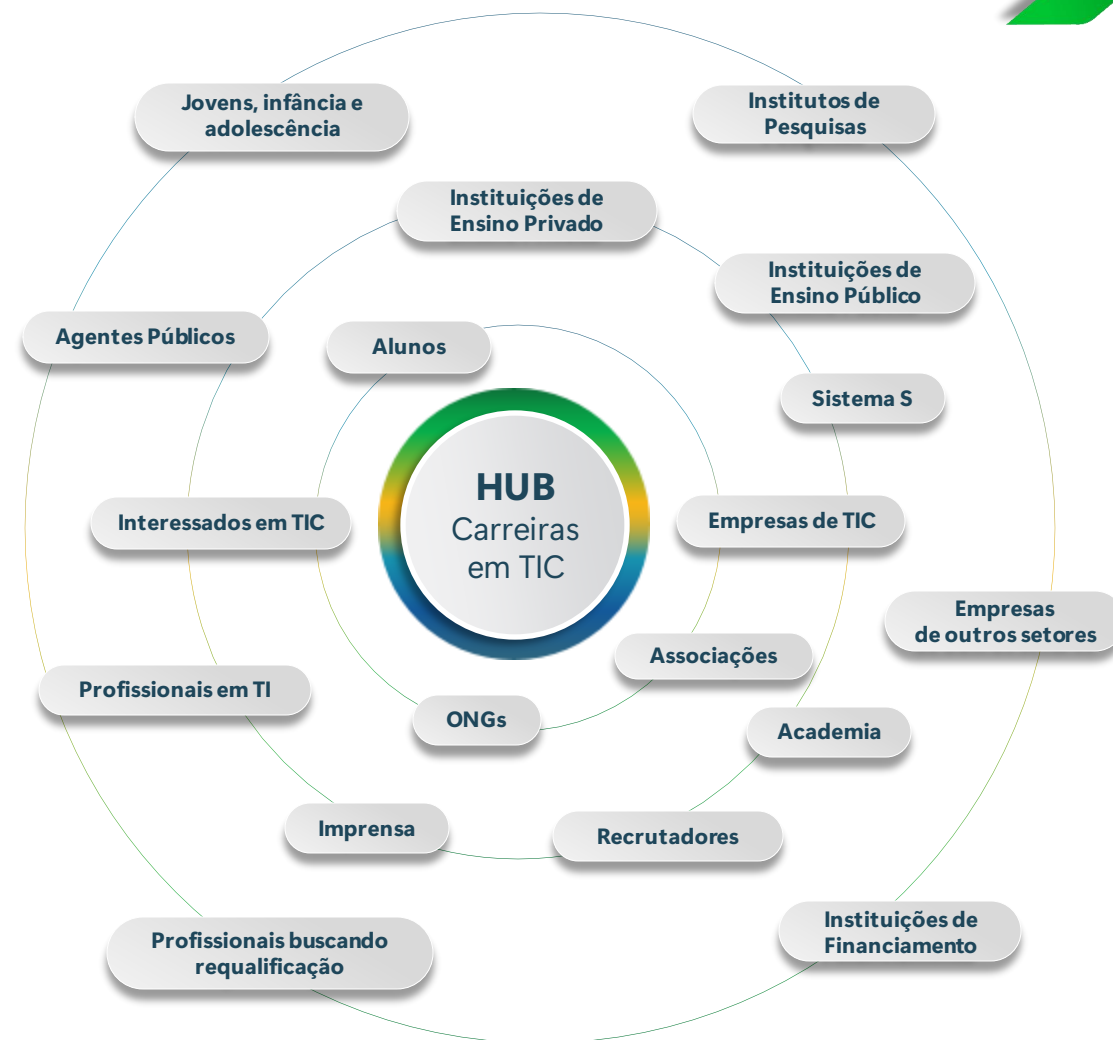 Jovens, infância e
adolescência
Institutos de
Pesquisas
Instituições de
Ensino Privado
Instituições de
Ensino Público
Agentes Públicos
Alunos
Sistema S
HUB
Carreiras
em TIC
Interessados em TIC
Empresas de TIC
Empresas
de outros setores
Associações
Profissionais em TI
ONGs
Academia
Imprensa
Recrutadores
Profissionais buscando
requalificação
Instituições de
Financiamento